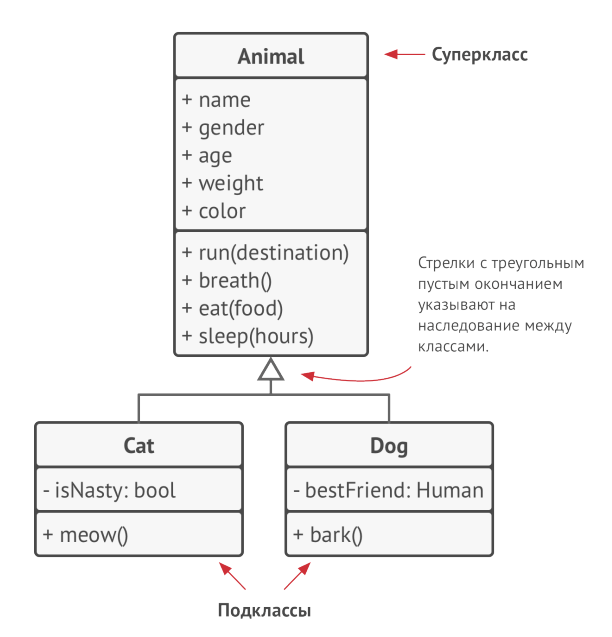 Animal
Суперкласс
+ name
+ gender
+ age
+ weight
+ color
+ run(destination)
+ breath()
+ eat(food)
+ sleep(hours)
Стрелки с треугольным
пустым окончанием
указывают на
наследование между
классами.
Cat
- isNasty: bool
+ meow()
Dog
- bestFriend: Human
+ bark()
Подклассы